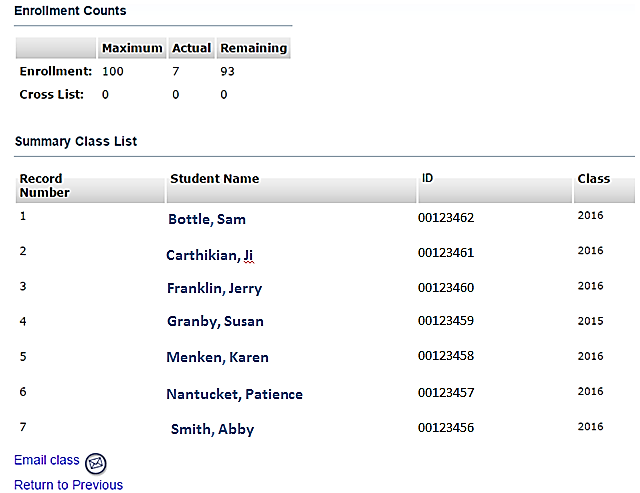 Enrollment Counts
Maximum Actual Remaining
Enrollment: 100 7 93
Cross List: 0 0 0
Summary Class List
Record Number Student Name ID Class
1 Bottle, Sam 00123462 2016
2 Carthikian, Ji 00123461 2016
3 Franklin, Jerry 00123460 2016
4 Granby, Susan 00123459 2015
5 Menken, Karen 00123458 2016
6 Nantucket, Patience 00123457 2016
7 Smith, Abby 00123456 2016
Email class
Return to Previous